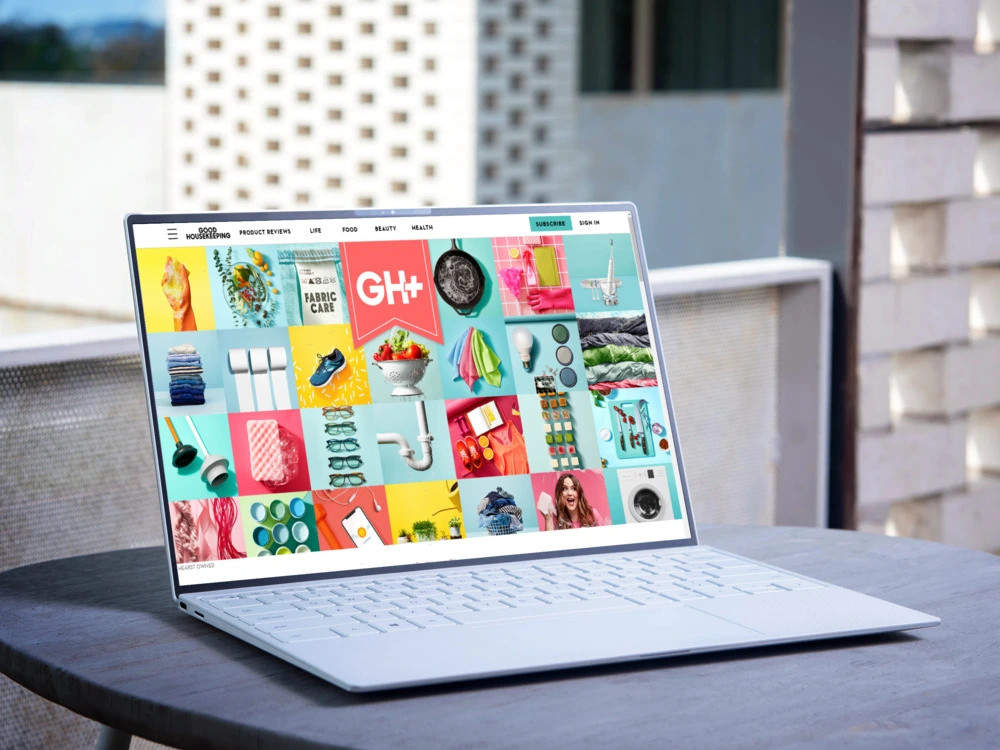 GOOD
HOUSEKEEPING
PRODUCT REVIEWS
LIFE
FOOD
BEAUTY
HEALTH
SUBSCRIBE
SIGN IN
FABRIC
CARE
GH+
HEARST OWNED